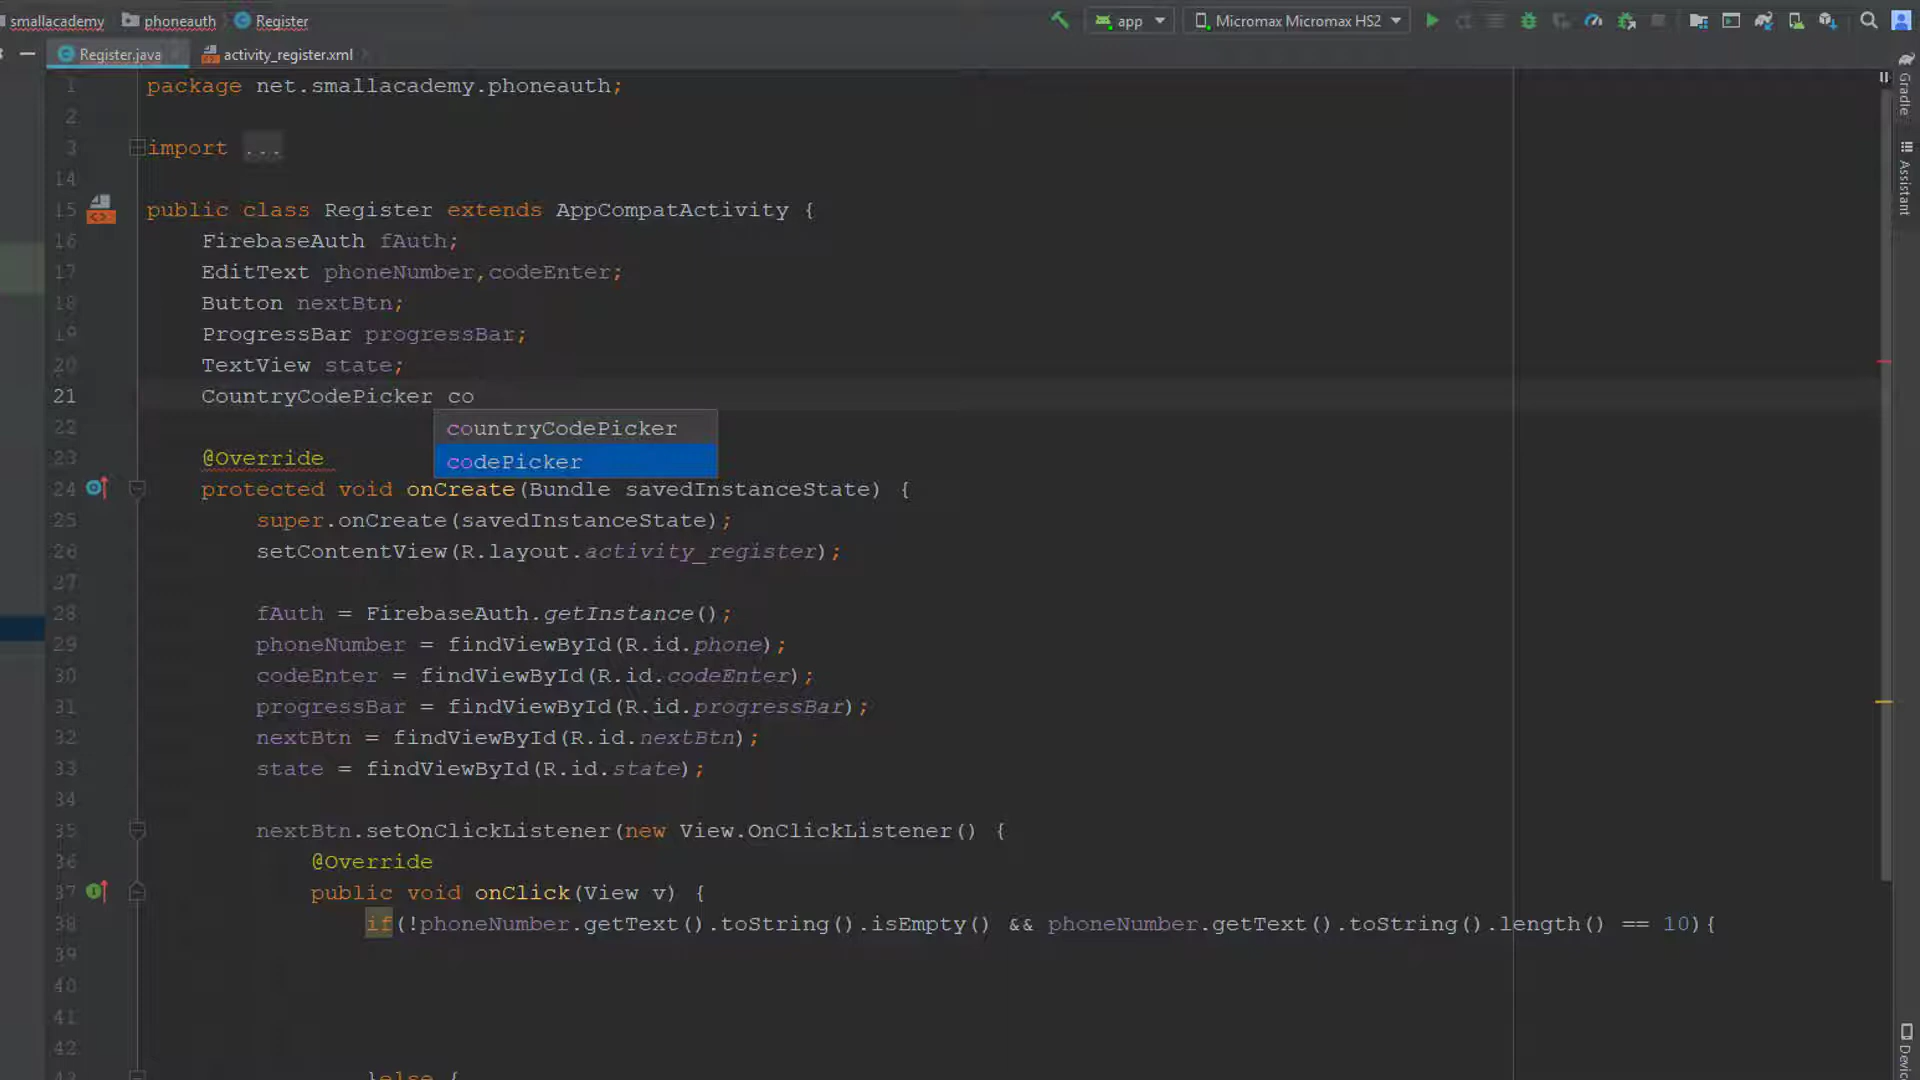 smallacademy phoneauth Register app Micromax Micromax HS2
Register.java activity_register.xml
1 package net.smallacademy.phoneauth;
2
3 import ...
14
15 public class Register extends AppCompatActivity {
16 FirebaseAuth fAuth;
17 EditText phoneNumber,codeEnter;
18 Button nextBtn;
19 ProgressBar progressBar;
20 TextView state;
21 CountryCodePicker co
22 countryCodePicker
23 @Override codePicker
24 protected void onCreate(Bundle savedInstanceState) {
25 super.onCreate(savedInstanceState);
26 setContentView(R.layout.activity_register);
27
28 fAuth = FirebaseAuth.getInstance();
29 phoneNumber = findViewById(R.id.phone);
30 codeEnter = findViewById(R.id.codeEnter);
31 progressBar = findViewById(R.id.progressBar);
32 nextBtn = findViewById(R.id.nextBtn);
33 state = findViewById(R.id.state);
34
35 nextBtn.setOnClickListener(new View.OnClickListener() {
36 @Override
37 public void onClick(View v) {
38 if(!phoneNumber.getText().toString().isEmpty() && phoneNumber.getText().toString().length() == 10){
39
40
41
42
43 }else {
Gradle
Assistant